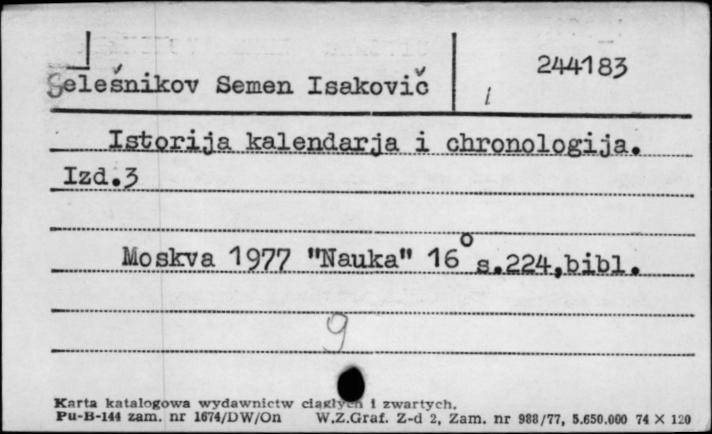 Selešnikov Semen Isakovič
244183
i
Istorija kalendarja i chronologija.
Izd.3
Moskva 1977 "Nauka" 16° s.224,bibl.
9
Karta katalogowa wydawnictw ciągłych i zwartych.
Pu-B-144 zam. nr 1674/DW/On W.Z.Graf. Z-d 2, Zam. nr 988/77, 5.650.000 74 × 120